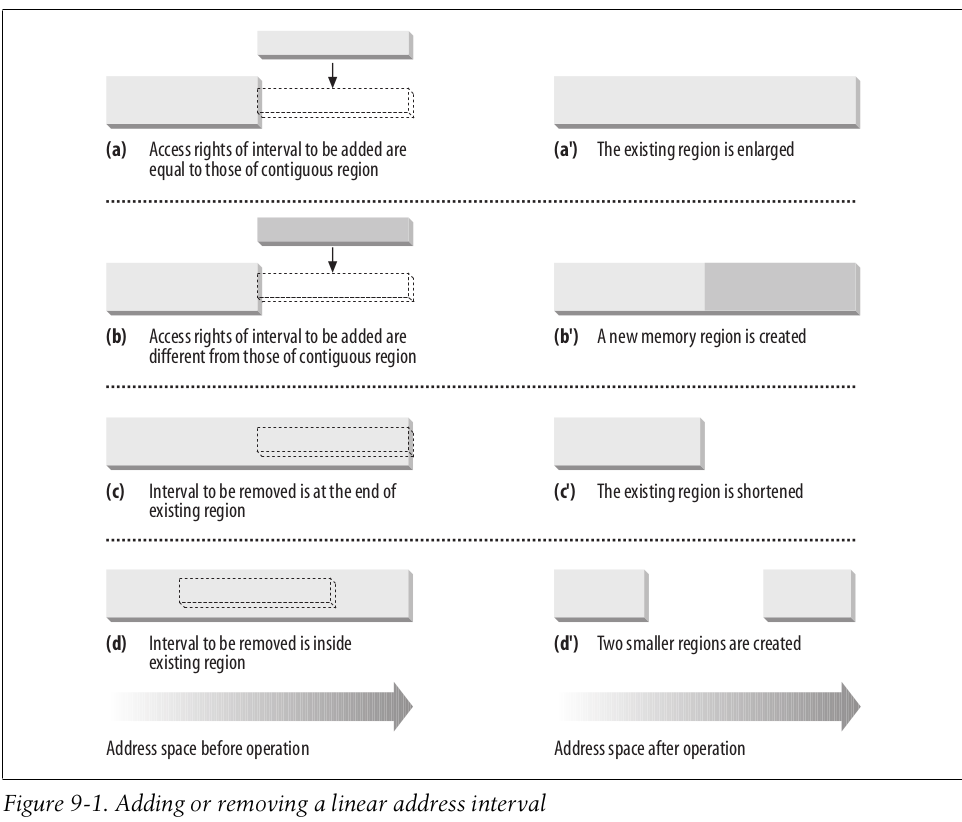 (a) Access rights of interval to be added are
equal to those of contiguous region
(a') The existing region is enlarged
(b) Access rights of interval to be added are
different from those of contiguous region
(b') A new memory region is created
(c) Interval to be removed is at the end of
existing region
(c') The existing region is shortened
(d) Interval to be removed is inside
existing region
(d') Two smaller regions are created
Address space before operation
Address space after operation
Figure 9-1. Adding or removing a linear address interval